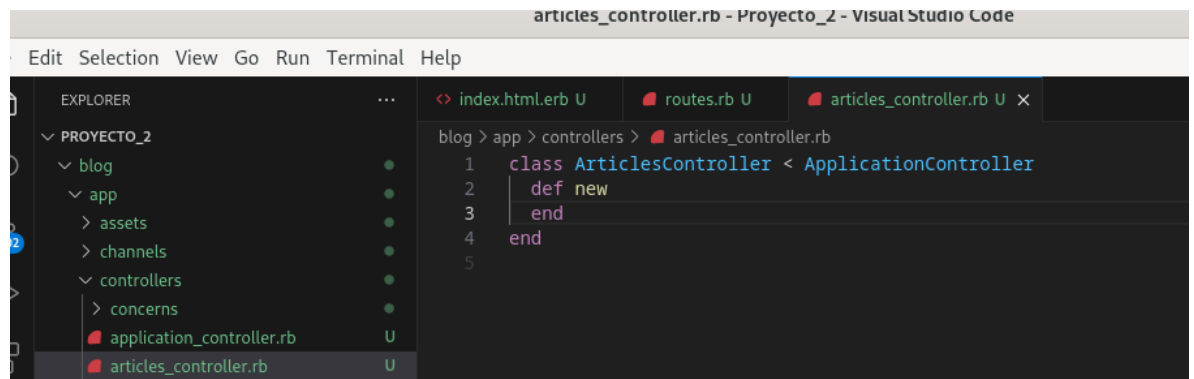 articles_controller.rb - Proyecto_2 - Visual Studio Code
Edit Selection View Go Run Terminal Help
EXPLORER ...
PROYECTO_2
blog
app
assets
channels
controllers
concerns
application_controller.rb U
articles_controller.rb U
index.html.erb U routes.rb U articles_controller.rb U
blog > app > controllers > articles_controller.rb
1 class ArticlesController < ApplicationController
2 def new
3 end
4 end
5